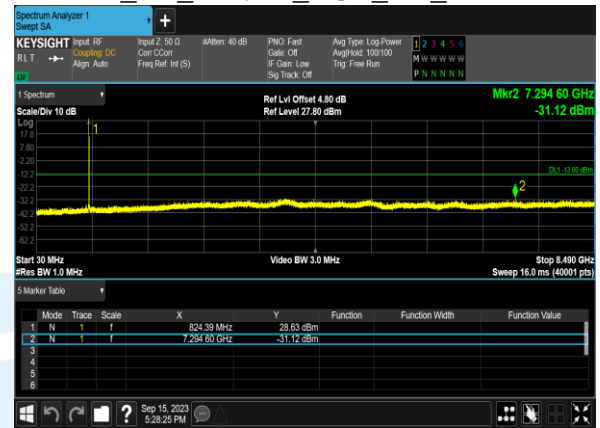 Spectrum Analyzer 1
Swept SA
KEYSIGHT
RLT
LXI
Input: RF
Coupling: DC
Align: Auto
Input Z: 50 Ω
Corr CCorr
Freq Ref: Int (S)
#Atten: 40 dB
PNO: Fast
Gate: Off
IF Gain: Low
Sig Track: Off
Avg Type: Log-Power
Avg|Hold: 100/100
Trig: Free Run
1 2 3 4 5 6
M W W W W W
P N N N N N
1 Spectrum
Scale/Div 10 dB
Ref Lvl Offset 4.80 dB
Ref Level 27.80 dBm
Mkr2 7.294 60 GHz
-31.12 dBm
Log
17.8
7.80
-2.20
-12.2
-22.2
-32.2
-42.2
-52.2
-62.2
1
DL1 -13.00 dBm
2
Start 30 MHz
#Res BW 1.0 MHz
Video BW 3.0 MHz
Stop 8.490 GHz
Sweep 16.0 ms (40001 pts)
5 Marker Table
Mode Trace Scale X Y Function Function Width Function Value
1 N 1 f 824.39 MHz 28.63 dBm
2 N 1 f 7.294 60 GHz -31.12 dBm
3
4
5
6
?
Sep 15, 2023
5:28:25 PM